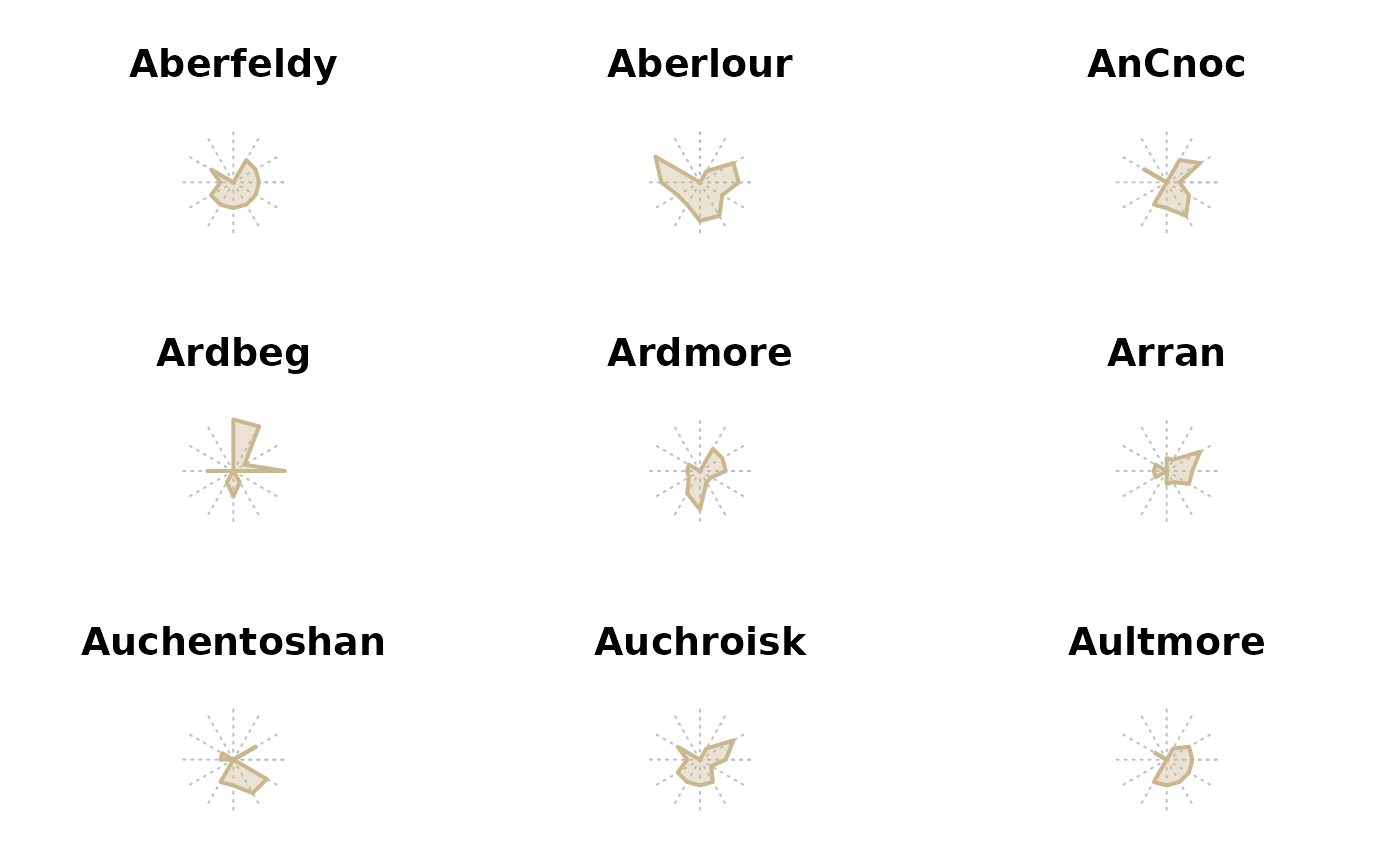 Aberfeldy
Aberlour
AnCnoc
Ardbeg
Ardmore
Arran
Auchentoshan
Auchroisk
Aultmore